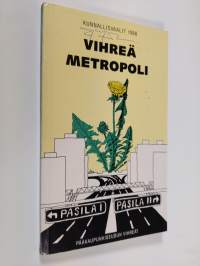 KUNNALLISVAALIT 1988
VIHREÄ
METROPOLI
PASILA I
PASILA II
PÄÄKAUPUNKISEUDUN VIHREÄT